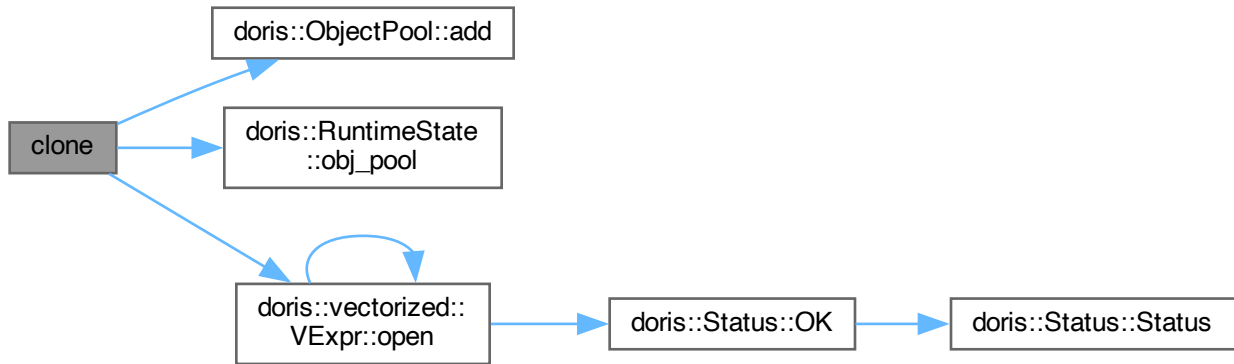 doris::ObjectPool::add
clone
doris::RuntimeState
::obj_pool
doris::vectorized::
VExpr::open
doris::Status::OK
doris::Status::Status